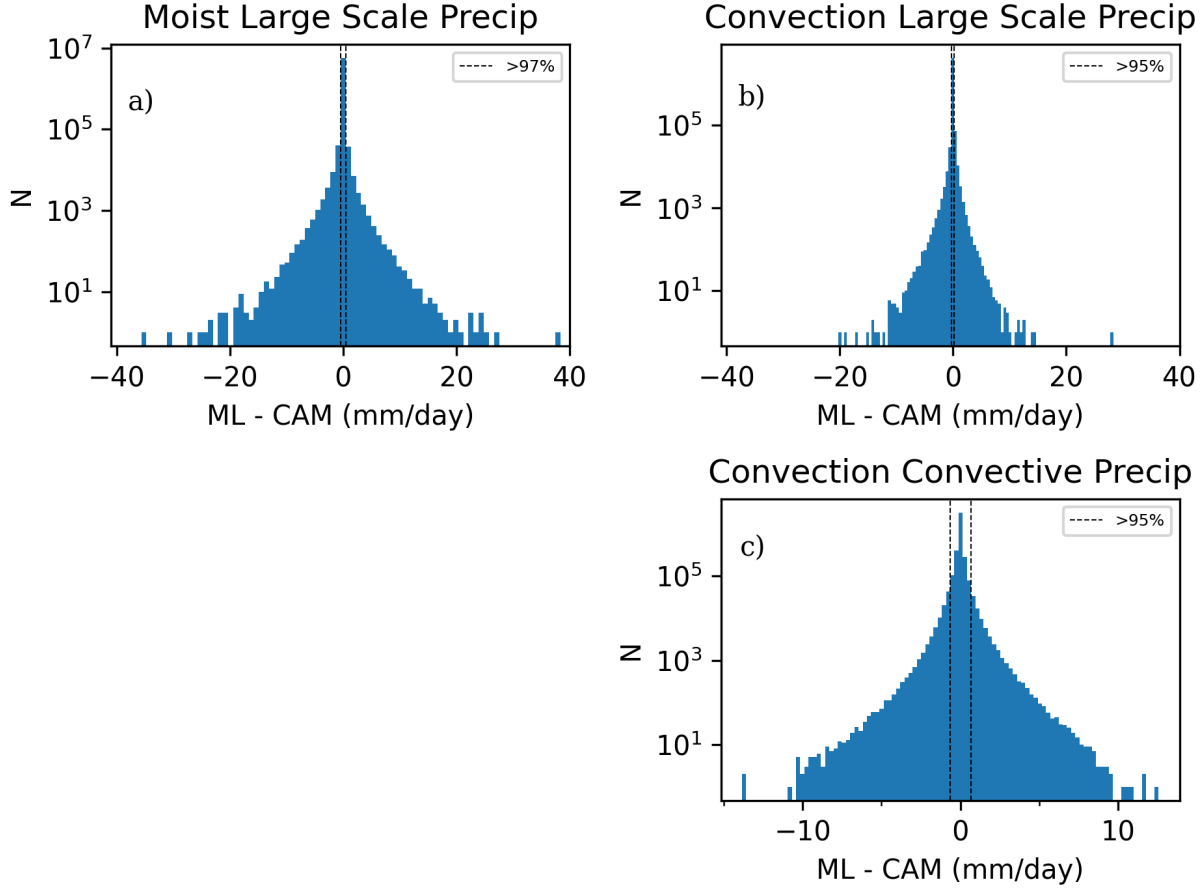 Moist Large Scale Precip
10^7
10^5
10^3
10^1
N
a)
>97%
−40
−20
0
20
40
ML - CAM (mm/day)
Convection Large Scale Precip
10^5
10^3
10^1
N
b)
>95%
−40
−20
0
20
40
ML - CAM (mm/day)
Convection Convective Precip
10^5
10^3
10^1
N
c)
>95%
−10
0
10
ML - CAM (mm/day)